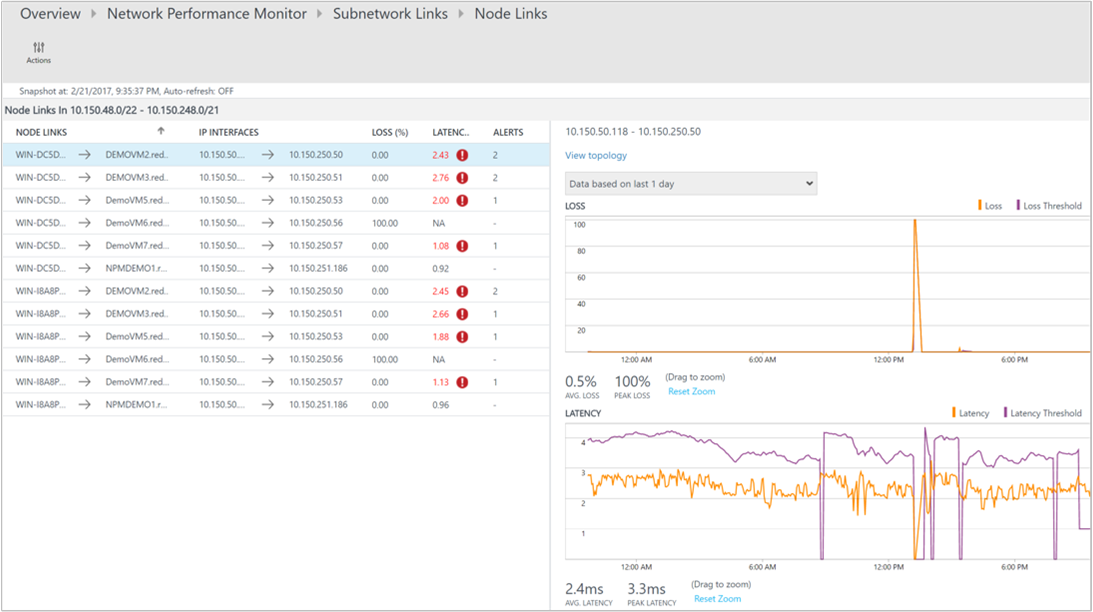 Overview Network Performance Monitor Subnetwork Links Node Links
Actions
Snapshot at: 2/21/2017, 9:35:37 PM, Auto-refresh: OFF
Node Links In 10.150.48.0/22 - 10.150.248.0/21
NODE LINKS IP INTERFACES LOSS (%) LATENC.. ALERTS
WIN-DC5D... DEMOVM2.red.. 10.150.50.... 10.150.250.50 0.00 2.43 2
WIN-DC5D... DEMOVM3.red.. 10.150.50.... 10.150.250.51 0.00 2.76 2
WIN-DC5D... DemoVM5.red... 10.150.50.... 10.150.250.53 0.00 2.00 1
WIN-DC5D... DemoVM6.red... 10.150.50.... 10.150.250.56 100.00 NA -
WIN-DC5D... DemoVM7.red... 10.150.50.... 10.150.250.57 0.00 1.08 1
WIN-DC5D... NPMDEMO1.r... 10.150.50.... 10.150.251.186 0.00 0.92 -
WIN-I8A8P... DEMOVM2.red.. 10.150.50.... 10.150.250.50 0.00 2.45 2
WIN-I8A8P... DEMOVM3.red.. 10.150.50.... 10.150.250.51 0.00 2.66 1
WIN-I8A8P... DemoVM5.red... 10.150.50.... 10.150.250.53 0.00 1.88 1
WIN-I8A8P... DemoVM6.red... 10.150.50.... 10.150.250.56 100.00 NA -
WIN-I8A8P... DemoVM7.red... 10.150.50.... 10.150.250.57 0.00 1.13 1
WIN-I8A8P... NPMDEMO1.r... 10.150.50.... 10.150.251.186 0.00 0.96 -
10.150.50.118 - 10.150.250.50
View topology
Data based on last 1 day
LOSS Loss Loss Threshold
100
80
60
40
20
12:00 AM 6:00 AM 12:00 PM 6:00 PM
0.5% 100% (Drag to zoom)
AVG. LOSS PEAK LOSS Reset Zoom
LATENCY Latency Latency Threshold
4
3
2
1
12:00 AM 6:00 AM 12:00 PM 6:00 PM
2.4ms 3.3ms (Drag to zoom)
AVG. LATENCY PEAK LATENCY Reset Zoom